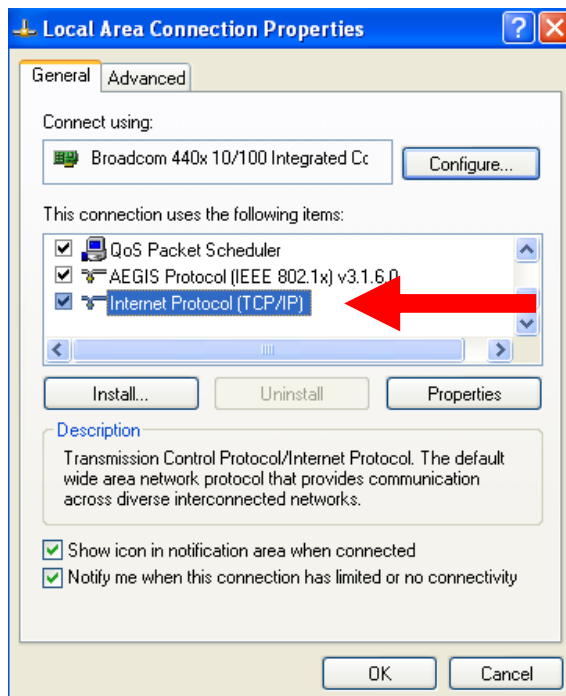 Local Area Connection Properties
General
Advanced
Connect using:
Broadcom 440x 10/100 Integrated Cc
Configure...
This connection uses the following items:
QoS Packet Scheduler
AEGIS Protocol (IEEE 802.1x) v3.1.6.0
Internet Protocol (TCP/IP)
Install...
Uninstall
Properties
Description
Transmission Control Protocol/Internet Protocol. The default
wide area network protocol that provides communication
across diverse interconnected networks.
Show icon in notification area when connected
Notify me when this connection has limited or no connectivity
OK
Cancel